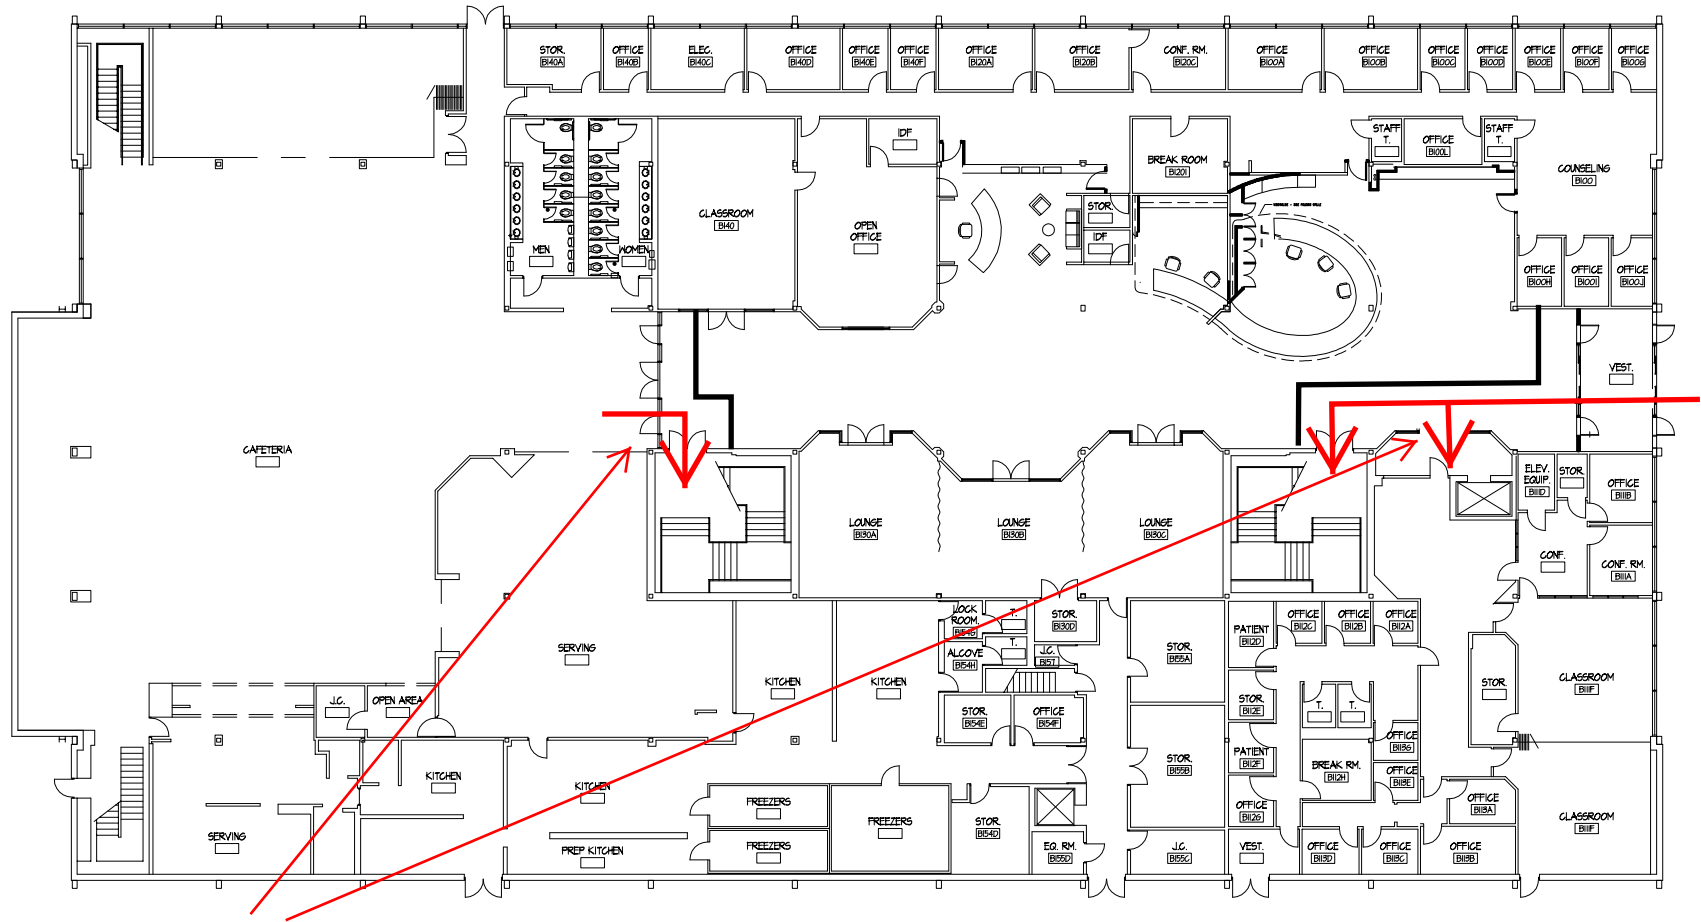 STOR.
B140A
OFFICE
B140B
ELEC.
B140C
OFFICE
B140D
OFFICE
B140E
OFFICE
B140F
OFFICE
B120A
OFFICE
B120B
CONF. RM.
B120C
OFFICE
B100A
OFFICE
B100B
OFFICE
B100C
OFFICE
B100D
OFFICE
B100E
OFFICE
B100F
OFFICE
B100G
IDF
STAFF
T.
OFFICE
B100L
STAFF
T.
BREAK ROOM
B120I
COUNSELING
B100
CLASSROOM
B140
OPEN
OFFICE
STOR.
IDF
MEN
WOMEN
OFFICE
B100H
OFFICE
B100I
OFFICE
B100J
VEST.
CAFETERIA
ELEV.
EQUIP.
B111D
STOR.
OFFICE
B111B
LOUNGE
B130A
LOUNGE
B130B
LOUNGE
B130C
CONF.
CONF. RM.
B111A
LOCK
ROOM.
B154G
T.
STOR.
B130D
OFFICE
B112C
OFFICE
B112B
OFFICE
B112A
PATIENT
B112D
SERVING
ALCOVE
B154H
T.
J.C.
B157
STOR.
B155A
KITCHEN
KITCHEN
CLASSROOM
B111F
STOR.
J.C.
OPEN AREA
STOR.
B154E
OFFICE
B154F
STOR.
B112E
T.
T.
PATIENT
B112F
OFFICE
B113G
STOR.
B155B
BREAK RM.
B112H
OFFICE
B113E
KITCHEN
KITCHEN
FREEZERS
FREEZERS
STOR.
B154D
OFFICE
B112G
OFFICE
B113A
CLASSROOM
B111F
SERVING
PREP KITCHEN
FREEZERS
EQ. RM.
B155D
J.C.
B155C
VEST.
OFFICE
B113D
OFFICE
B113C
OFFICE
B113B